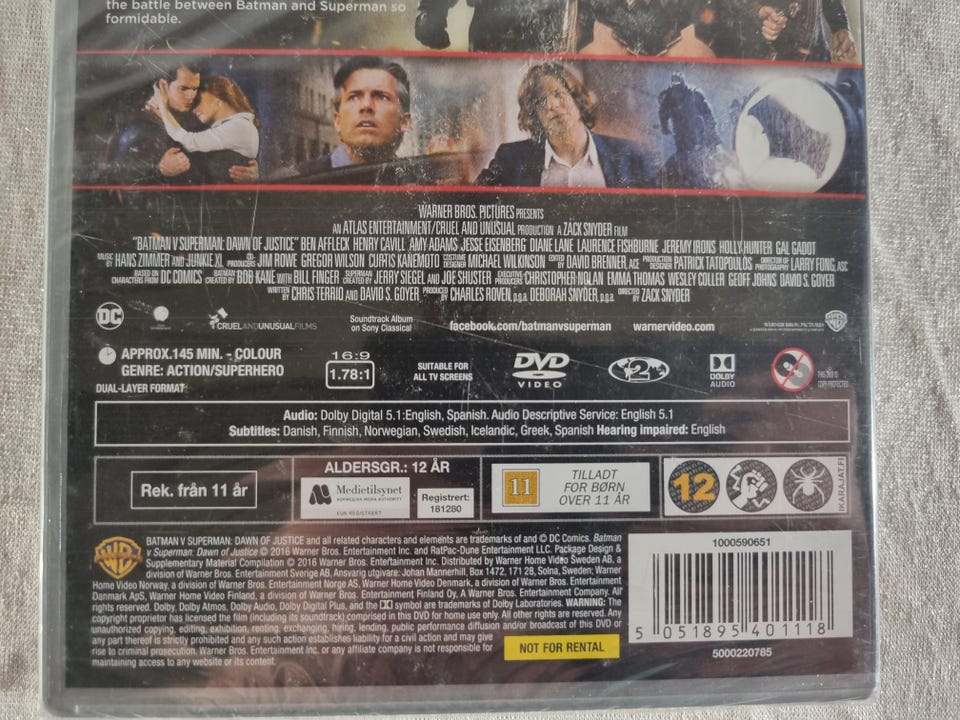 the battle between Batman and Superman so
formidable.
WARNER BROS. PICTURES PRESENTS
AN ATLAS ENTERTAINMENT/CRUEL AND UNUSUAL PRODUCTION A ZACK SNYDER FILM
"BATMAN V SUPERMAN: DAWN OF JUSTICE" BEN AFFLECK HENRY CAVILL AMY ADAMS JESSE EISENBERG DIANE LANE LAURENCE FISHBURNE JEREMY IRONS HOLLY HUNTER GAL GADOT
MUSIC BY HANS ZIMMER AND JUNKIE XL CO-PRODUCERS JIM ROWE GREGOR WILSON CURTIS KANEMOTO COSTUME DESIGNER MICHAEL WILKINSON EDITED BY DAVID BRENNER, ACE PRODUCTION DESIGNER PATRICK TATOPOULOS DIRECTOR OF PHOTOGRAPHY LARRY FONG, ASC
BASED ON CHARACTERS FROM DC COMICS BATMAN CREATED BY BOB KANE WITH BILL FINGER SUPERMAN CREATED BY JERRY SIEGEL AND JOE SHUSTER EXECUTIVE PRODUCERS CHRISTOPHER NOLAN EMMA THOMAS WESLEY COLLER GEOFF JOHNS DAVID S. GOYER
WRITTEN BY CHRIS TERRIO AND DAVID S. GOYER PRODUCED BY CHARLES ROVEN, p.g.a. DEBORAH SNYDER, p.g.a. DIRECTED BY ZACK SNYDER
DC
CRUELANDUNUSUALFILMS
Soundtrack Album
on Sony Classical
facebook.com/batmanvsuperman
warnervideo.com
WARNER BROS. PICTURES
WB
APPROX.145 MIN. - COLOUR
GENRE: ACTION/SUPERHERO
DUAL-LAYER FORMAT
16:9
1.78:1
SUITABLE FOR
ALL TV SCREENS
DVD
VIDEO
2
DOLBY
AUDIO
THIS DVD IS
COPY PROTECTED
Audio: Dolby Digital 5.1:English, Spanish. Audio Descriptive Service: English 5.1
Subtitles: Danish, Finnish, Norwegian, Swedish, Icelandic, Greek, Spanish Hearing impaired: English
Rek. från 11 år
ALDERSGR.: 12 ÅR
Medietilsynet
NORWEGIAN MEDIA AUTHORITY
EUK REGISTRERT
Registrert:
181280
11
TILLADT
FOR BØRN
OVER 11 ÅR
12
IKARAJAT.FI
WB
BATMAN V SUPERMAN: DAWN OF JUSTICE and all related characters and elements are trademarks of and © DC Comics. Batman
v Superman: Dawn of Justice © 2016 Warner Bros. Entertainment Inc. and RatPac-Dune Entertainment LLC. Package Design &
Supplementary Material Compilation © 2016 Warner Bros. Entertainment Inc. Distributed by Warner Home Video Sweden AB, a
division of Warner Bros. Entertainment Sverige AB, Ansvarig utgivare: Johan Mannerhill, Box 1472, 171 28, Solna, Sweden; Warner
Home Video Norway, a division of Warner Bros. Entertainment Norge AS, Warner Home Video Denmark, a division of Warner Bros. Entertainment
Danmark ApS, Warner Home Video Finland, a division of Warner Bros. Entertainment Finland Oy, A Warner Bros. Entertainment Company. All
rights reserved. Dolby, Dolby Atmos, Dolby Audio, Dolby Digital Plus, and the symbol are trademarks of Dolby Laboratories. WARNING: The
copyright proprietor has licensed the film (including its soundtrack) comprised in this DVD for home use only. All other rights are reserved. Any
unauthorized copying, editing, exhibition, renting, exchanging, hiring, lending, public performance diffusion and/or broadcast of this DVD or
any part thereof is strictly prohibited and any such action establishes liability for a civil action and may give
rise to criminal prosecution. Warner Bros. Entertainment Inc. or any affiliate company is not responsible for
maintaining access to any website or its content.
NOT FOR RENTAL
1000590651
5 051895 401118
5000220785